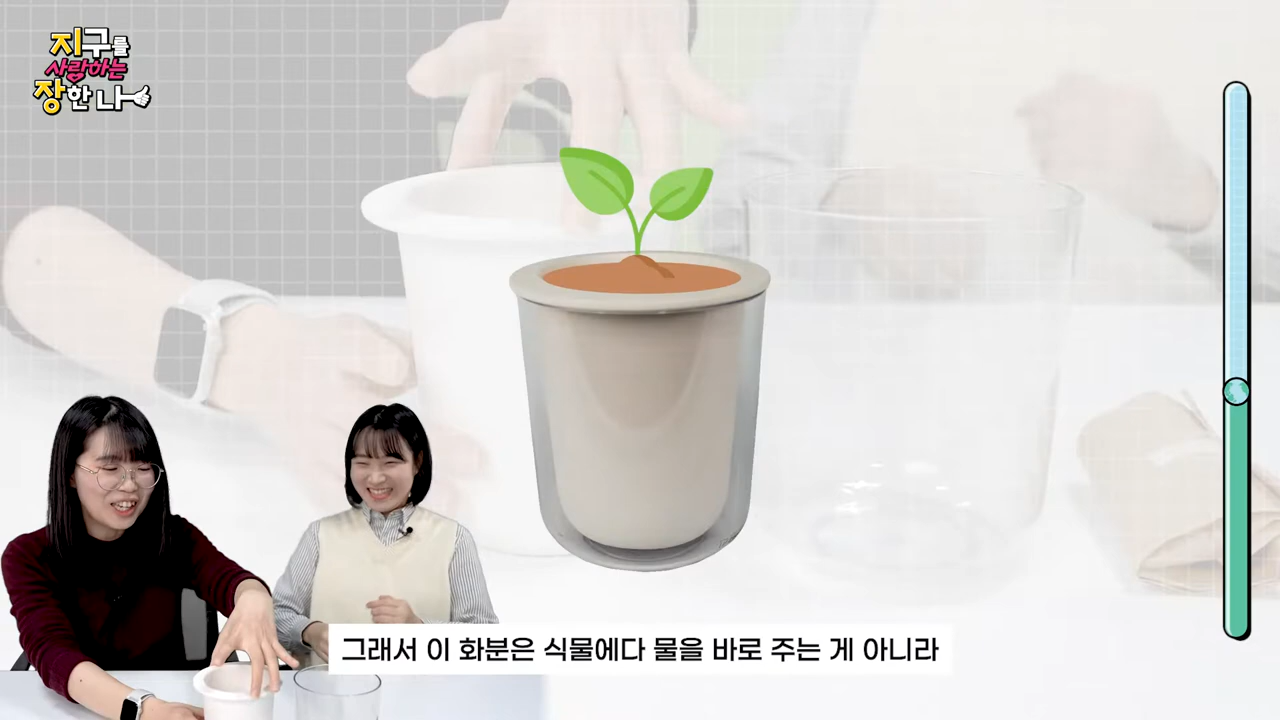 지구를
사랑하는
장한 나
그래서 이 화분은 식물에다 물을 바로 주는 게 아니라